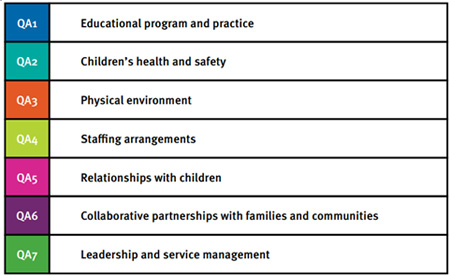 QA1 Educational program and practice
QA2 Children's health and safety
QA3 Physical environment
QA4 Staffing arrangements
QA5 Relationships with children
QA6 Collaborative partnerships with families and communities
QA7 Leadership and service management